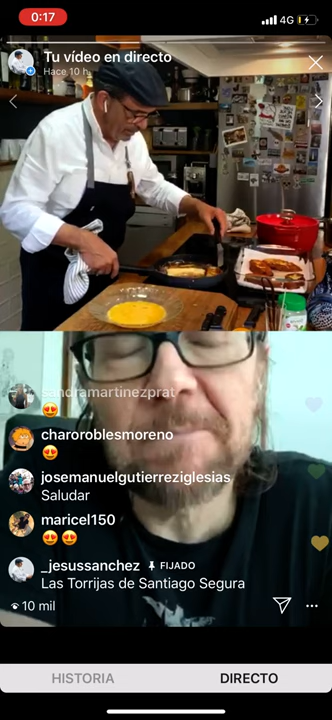 0:17
4G
Tu vídeo en directo
Hace 10 h
sandramartinezprat
charoroblesmoreno
josemanuelgutierreziglesias
Saludar
maricel150
_jesussanchez FIJADO
Las Torrijas de Santiago Segura
10 mil
HISTORIA DIRECTO